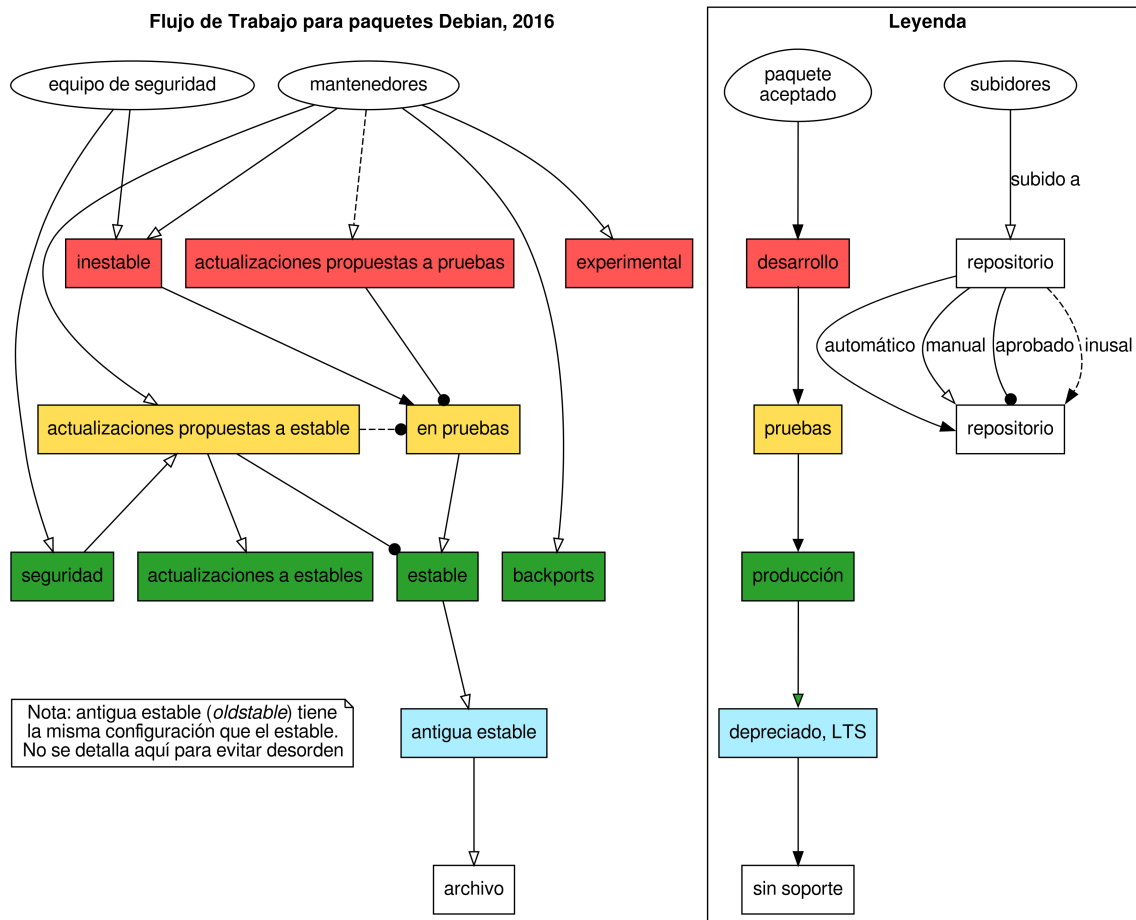 Flujo de Trabajo para paquetes Debian, 2016
equipo de seguridad
mantenedores
inestable
actualizaciones propuestas a pruebas
experimental
actualizaciones propuestas a estable
en pruebas
seguridad
actualizaciones a estables
estable
backports
Nota: antigua estable (oldstable) tiene
la misma configuración que el estable.
No se detalla aquí para evitar desorden
antigua estable
archivo
Leyenda
paquete
aceptado
subidores
subido a
desarrollo
repositorio
automático
manual
aprobado
inusal
pruebas
repositorio
producción
depreciado, LTS
sin soporte